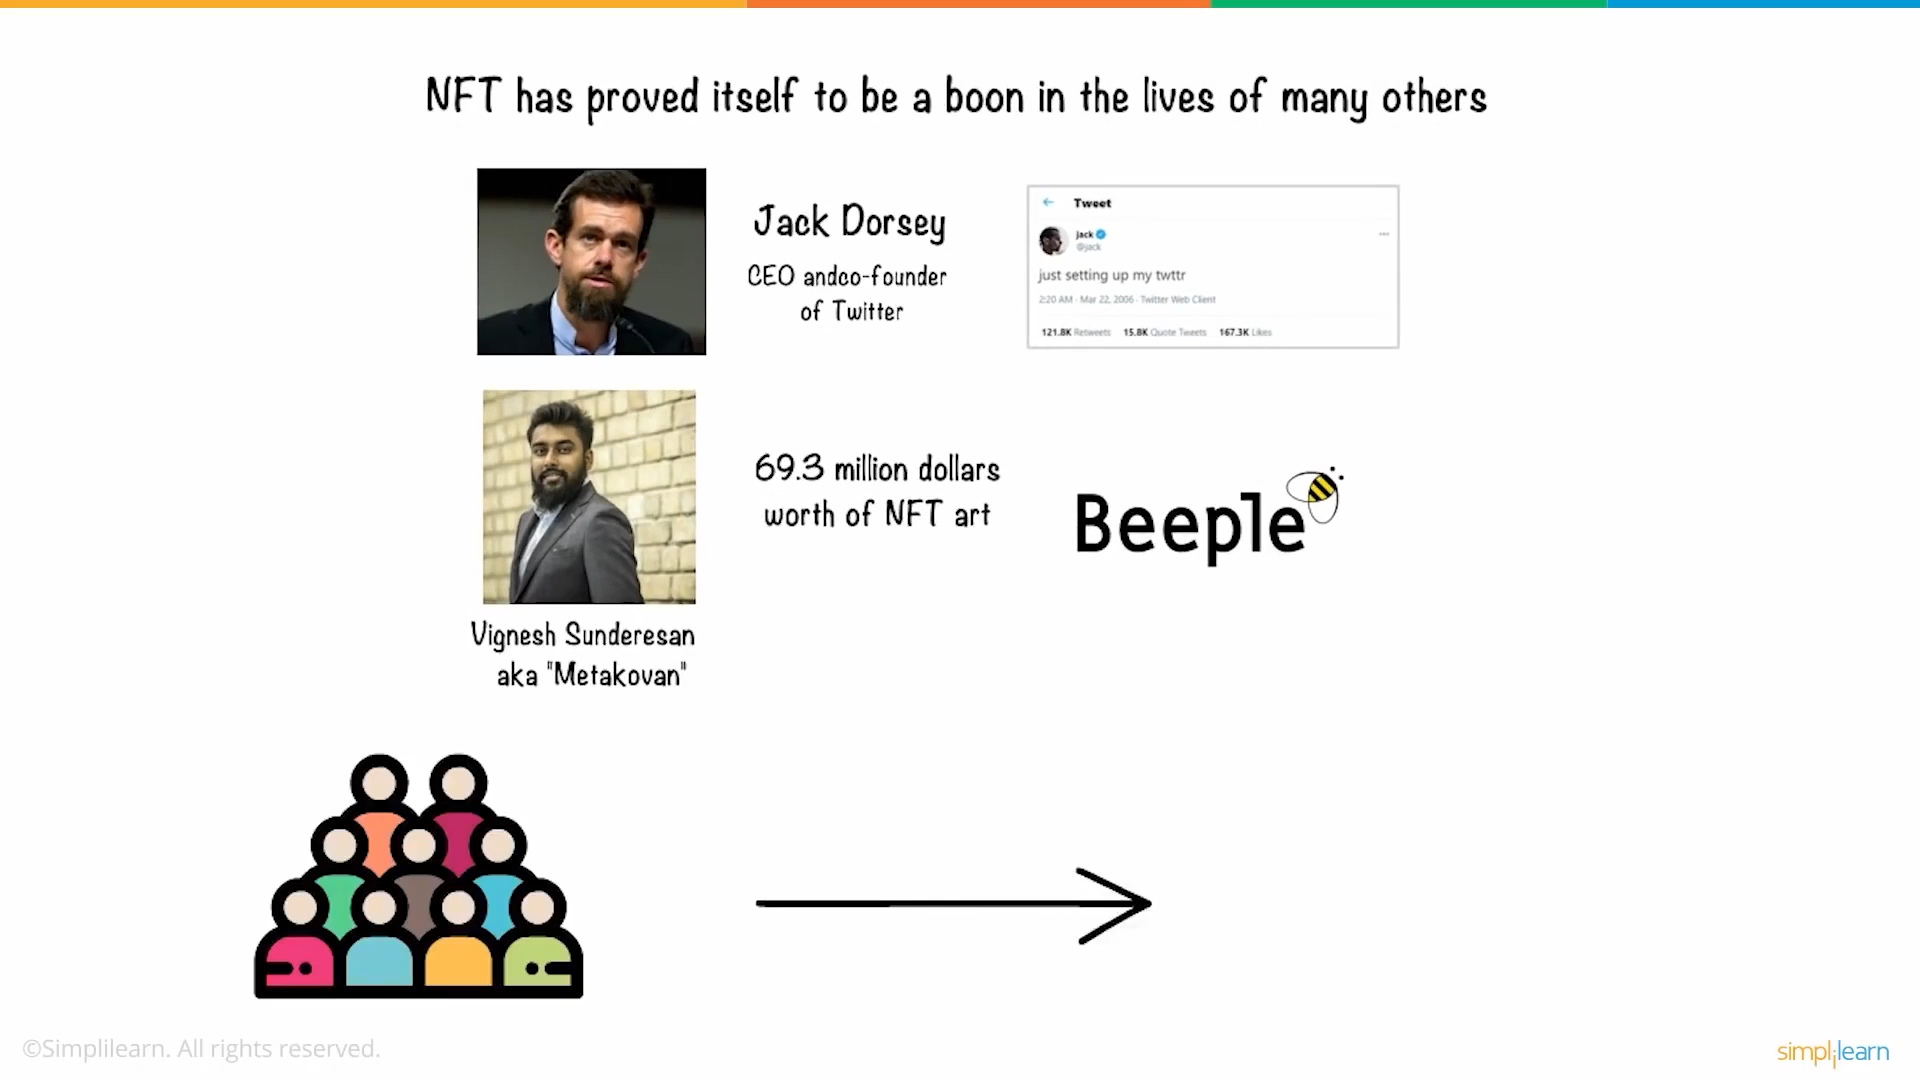 NFT has proved itself to be a boon in the lives of many others
Jack Dorsey
CEO andco-founder
of Twitter
Tweet
jack
@jack
just setting up my twttr
2:20 AM · Mar 22, 2006 · Twitter Web Client
121.8K Retweets 15.8K Quote Tweets 167.3K Likes
69.3 million dollars
worth of NFT art
Beeple
Vignesh Sunderesan
aka "Metakovan"
©Simplilearn. All rights reserved.
simplilearn